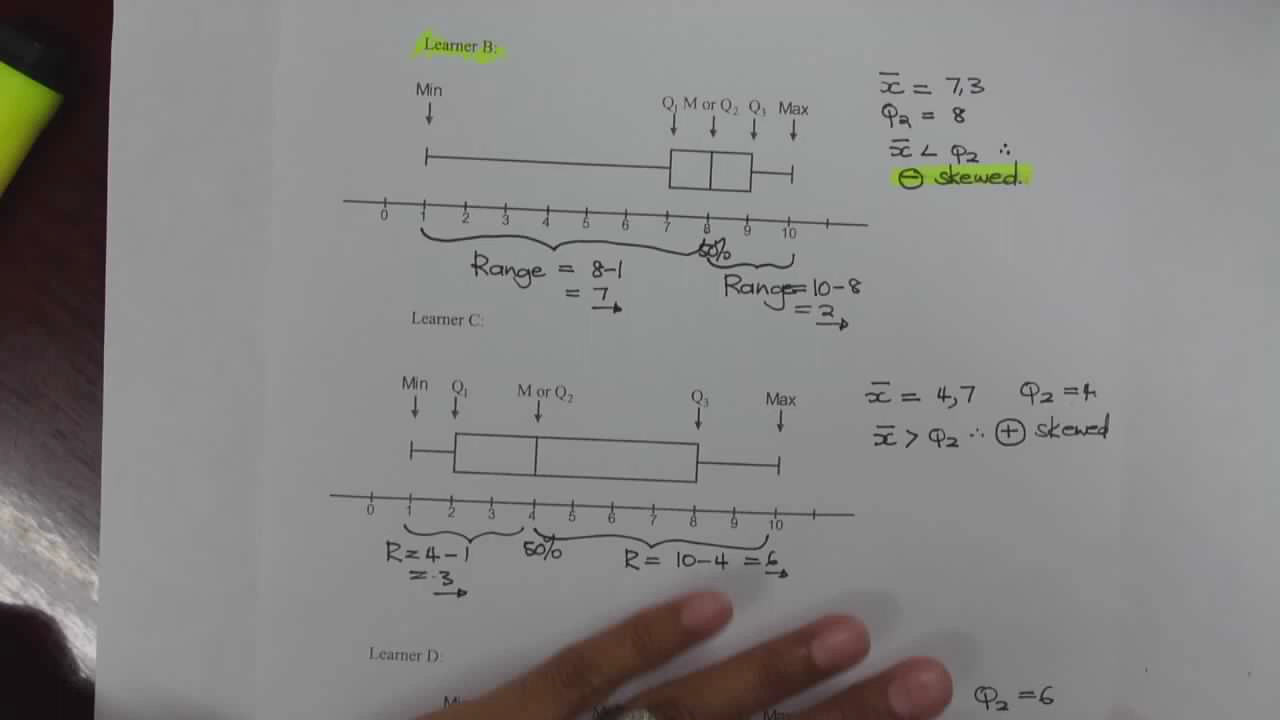 Learner B:
Min
Q₁ M or Q₂ Q₃ Max
x̄ = 7,3
Q₂ = 8
x̄ < Q₂ ∴
⊖ skewed.
0 1 2 3 4 5 6 7 8 9 10
50%
Range = 8-1
= 7
Range = 10-8
= 2
Learner C:
Min Q₁ M or Q₂ Q₃ Max
x̄ = 4,7 Q₂ = 4
x̄ > Q₂ ∴ ⊕ skewed
0 1 2 3 4 5 6 7 8 9 10
R = 4-1
= 3
50%
R = 10-4 = 6
Learner D:
Q₂ = 6